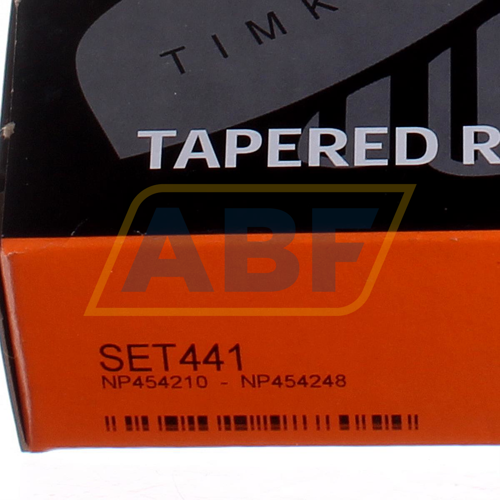 TIMK
TAPERED R
ABF
SET441
NP454210 - NP454248